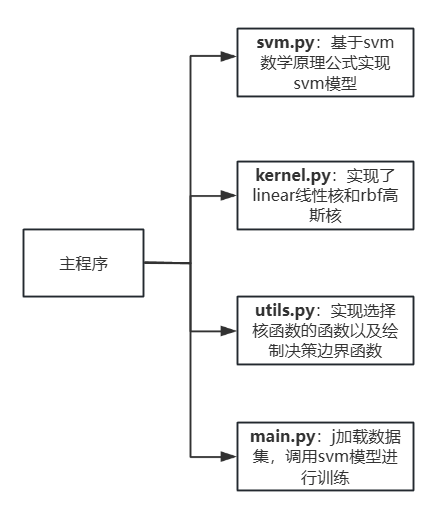 svm.py：基于svm
数学原理公式实现
svm模型
kernel.py：实现了
linear线性核和rbf高
斯核
主程序
utils.py：实现选择
核函数的函数以及绘
制决策边界函数
main.py：j加载数据
集，调用svm模型进
行训练